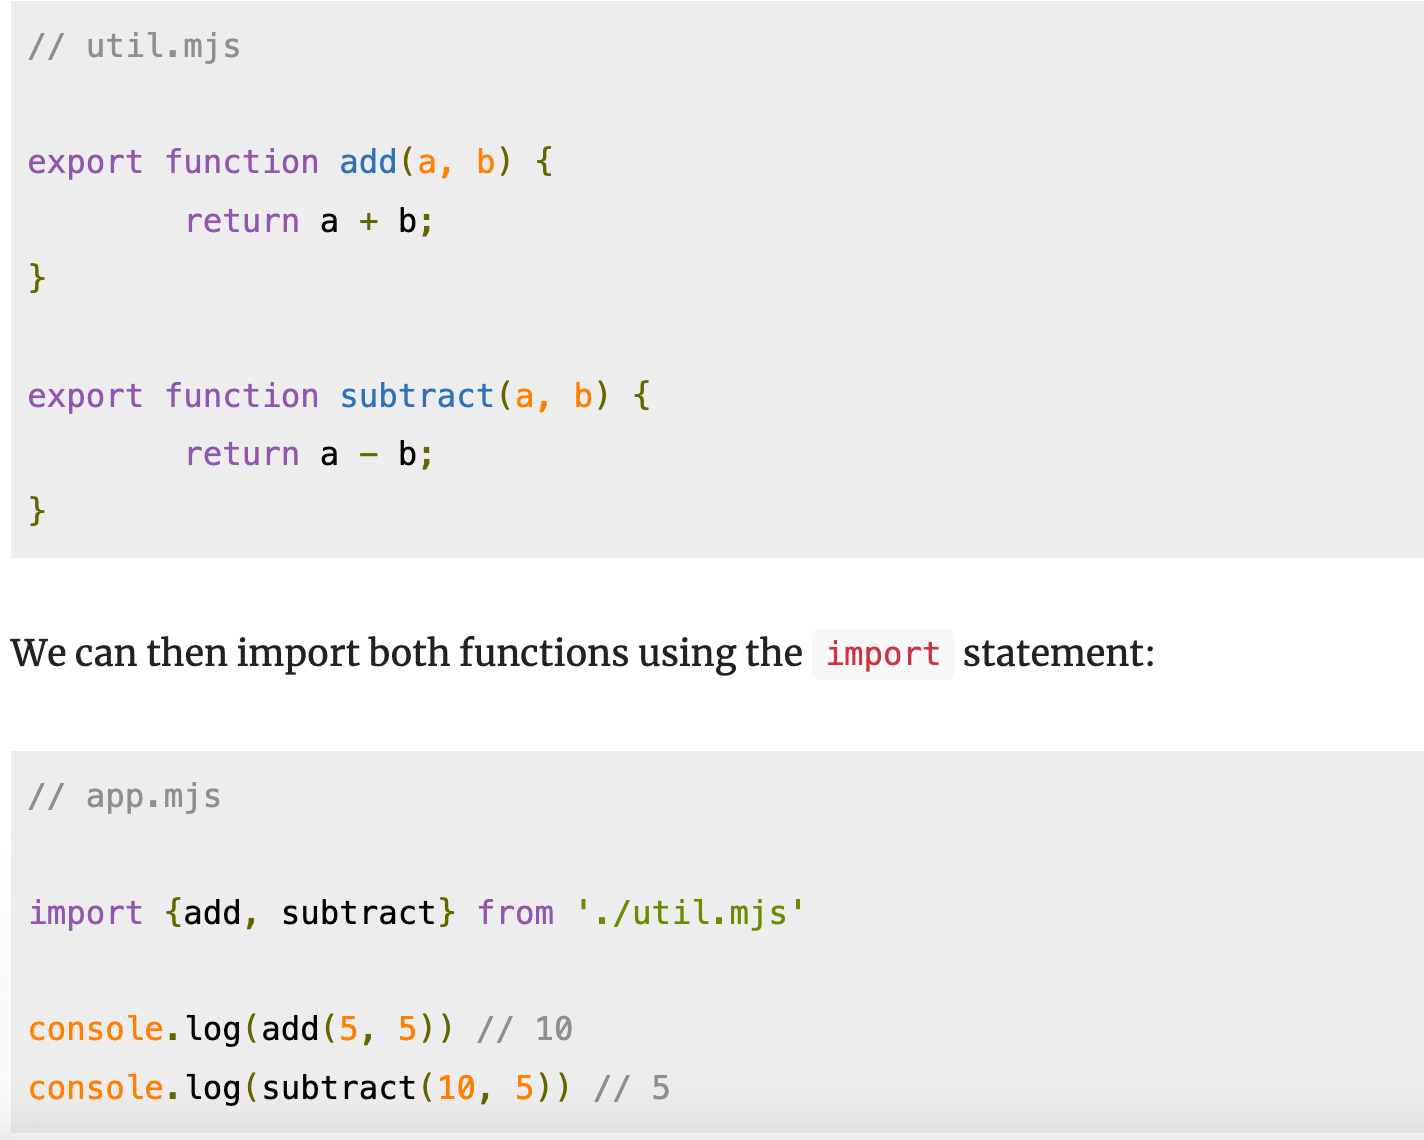 // util.mjs
export function add(a, b) {
        return a + b;
}
export function subtract(a, b) {
        return a - b;
}
We can then import both functions using the import statement:
// app.mjs
import {add, subtract} from './util.mjs'
console.log(add(5, 5)) // 10
console.log(subtract(10, 5)) // 5